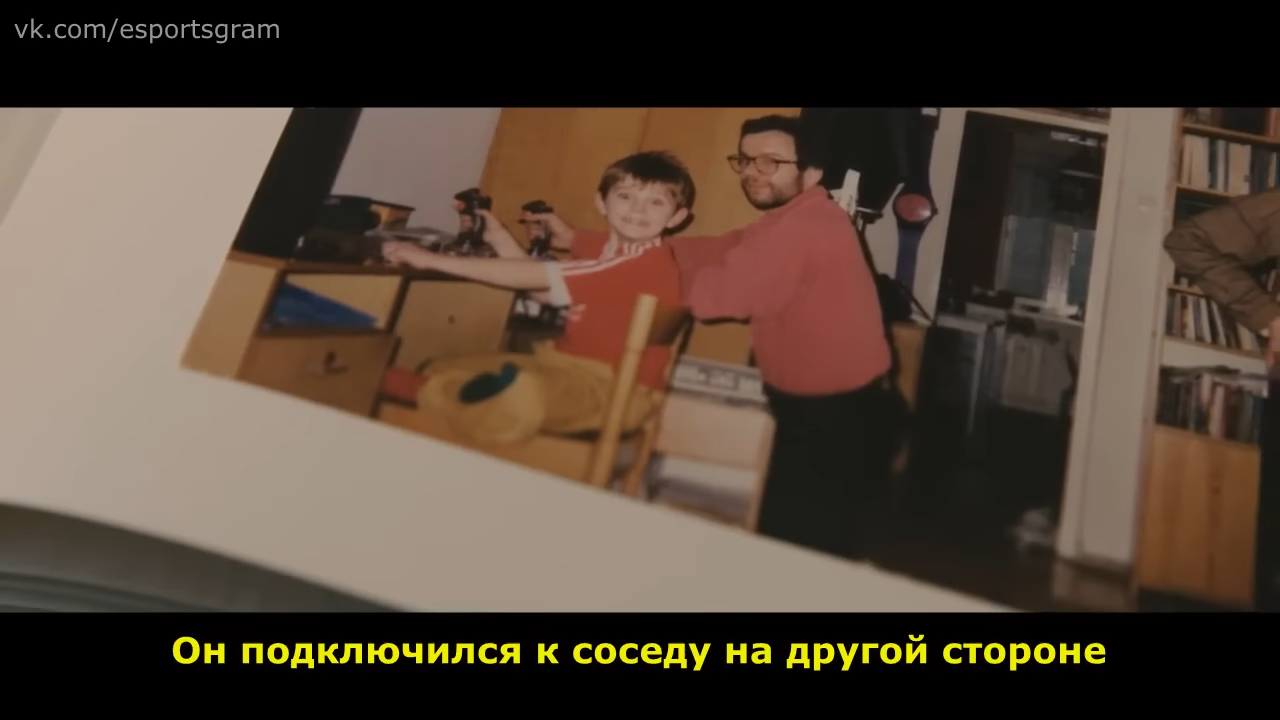 vk.com/esportsgram
Он подключился к соседу на другой стороне